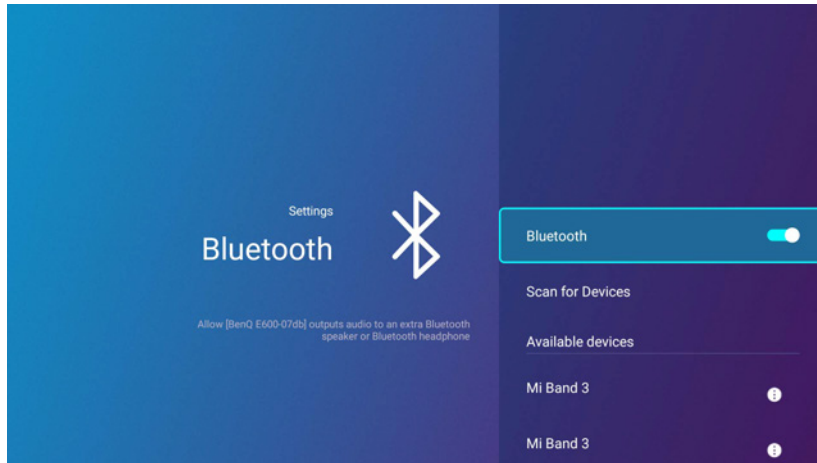 Settings
Bluetooth
Allow [BenQ E600-07db] outputs audio to an extra Bluetooth
speaker or Bluetooth headphone
Bluetooth
Scan for Devices
Available devices
Mi Band 3
Mi Band 3